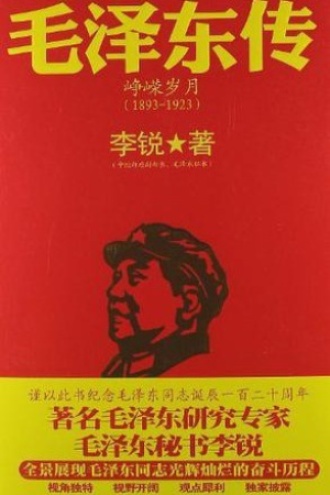 毛泽东传
峥嵘岁月
(1893-1923)
李锐★著
谨以此书纪念毛泽东同志诞辰一百二十周年
著名毛泽东研究专家
毛泽东秘书李锐
全景展现毛泽东同志光辉灿烂的奋斗历程
视角独特 视野开阔 观点犀利 独家披露